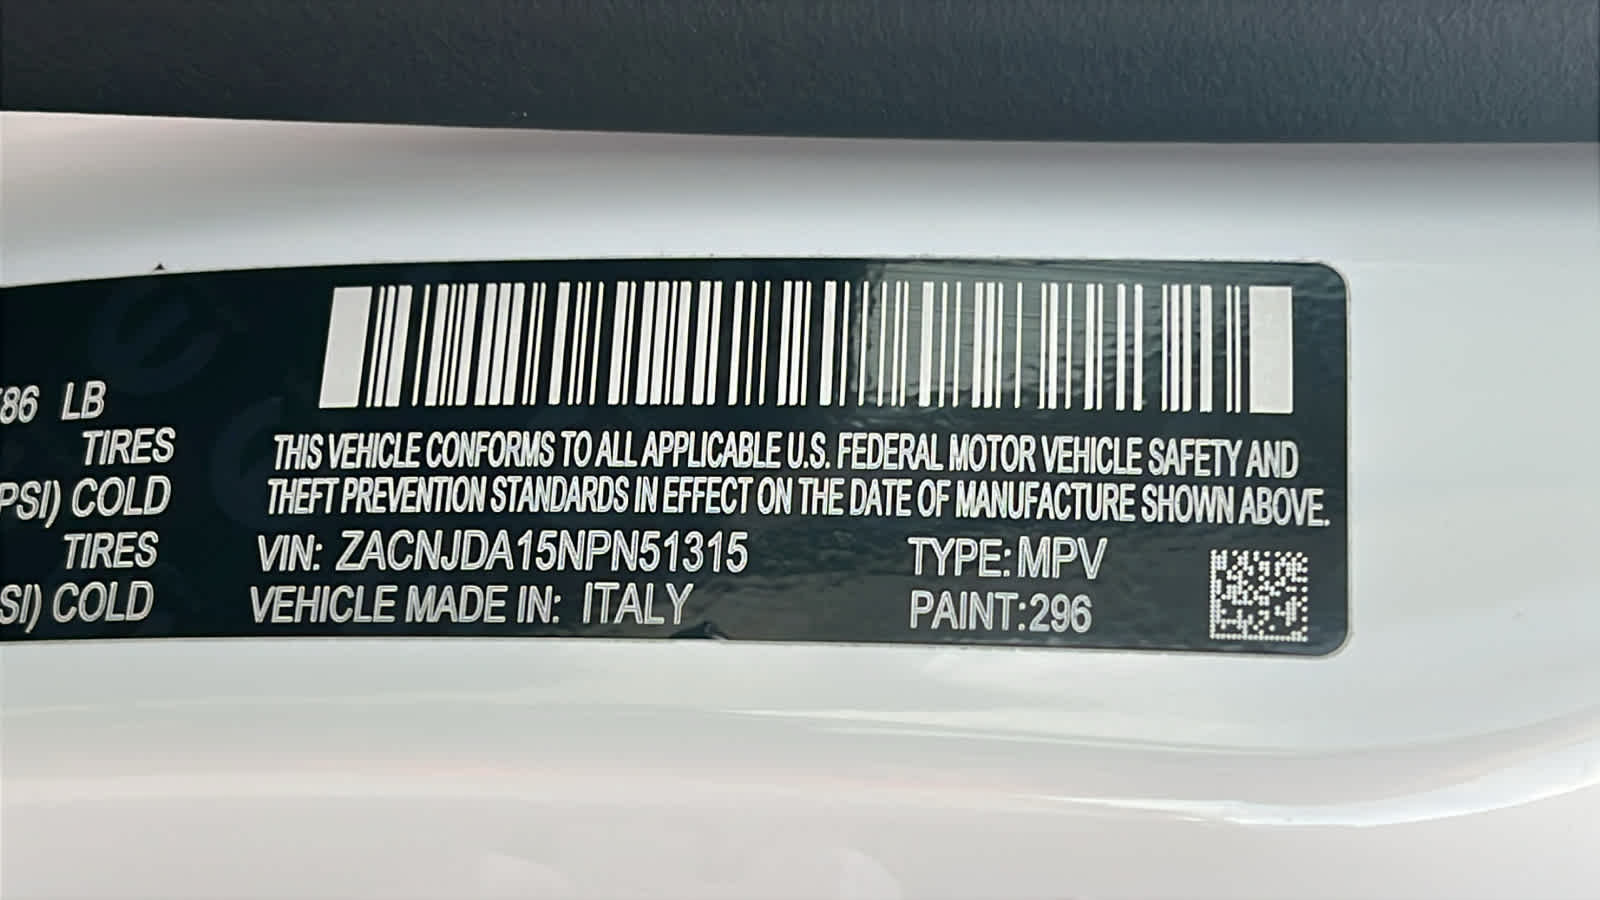 86 LB
TIRES
PSI) COLD
TIRES
SI) COLD
THIS VEHICLE CONFORMS TO ALL APPLICABLE U.S. FEDERAL MOTOR VEHICLE SAFETY AND
THEFT PREVENTION STANDARDS IN EFFECT ON THE DATE OF MANUFACTURE SHOWN ABOVE.
VIN: ZACNJDA15NPN51315
TYPE: MPV
VEHICLE MADE IN: ITALY
PAINT: 296